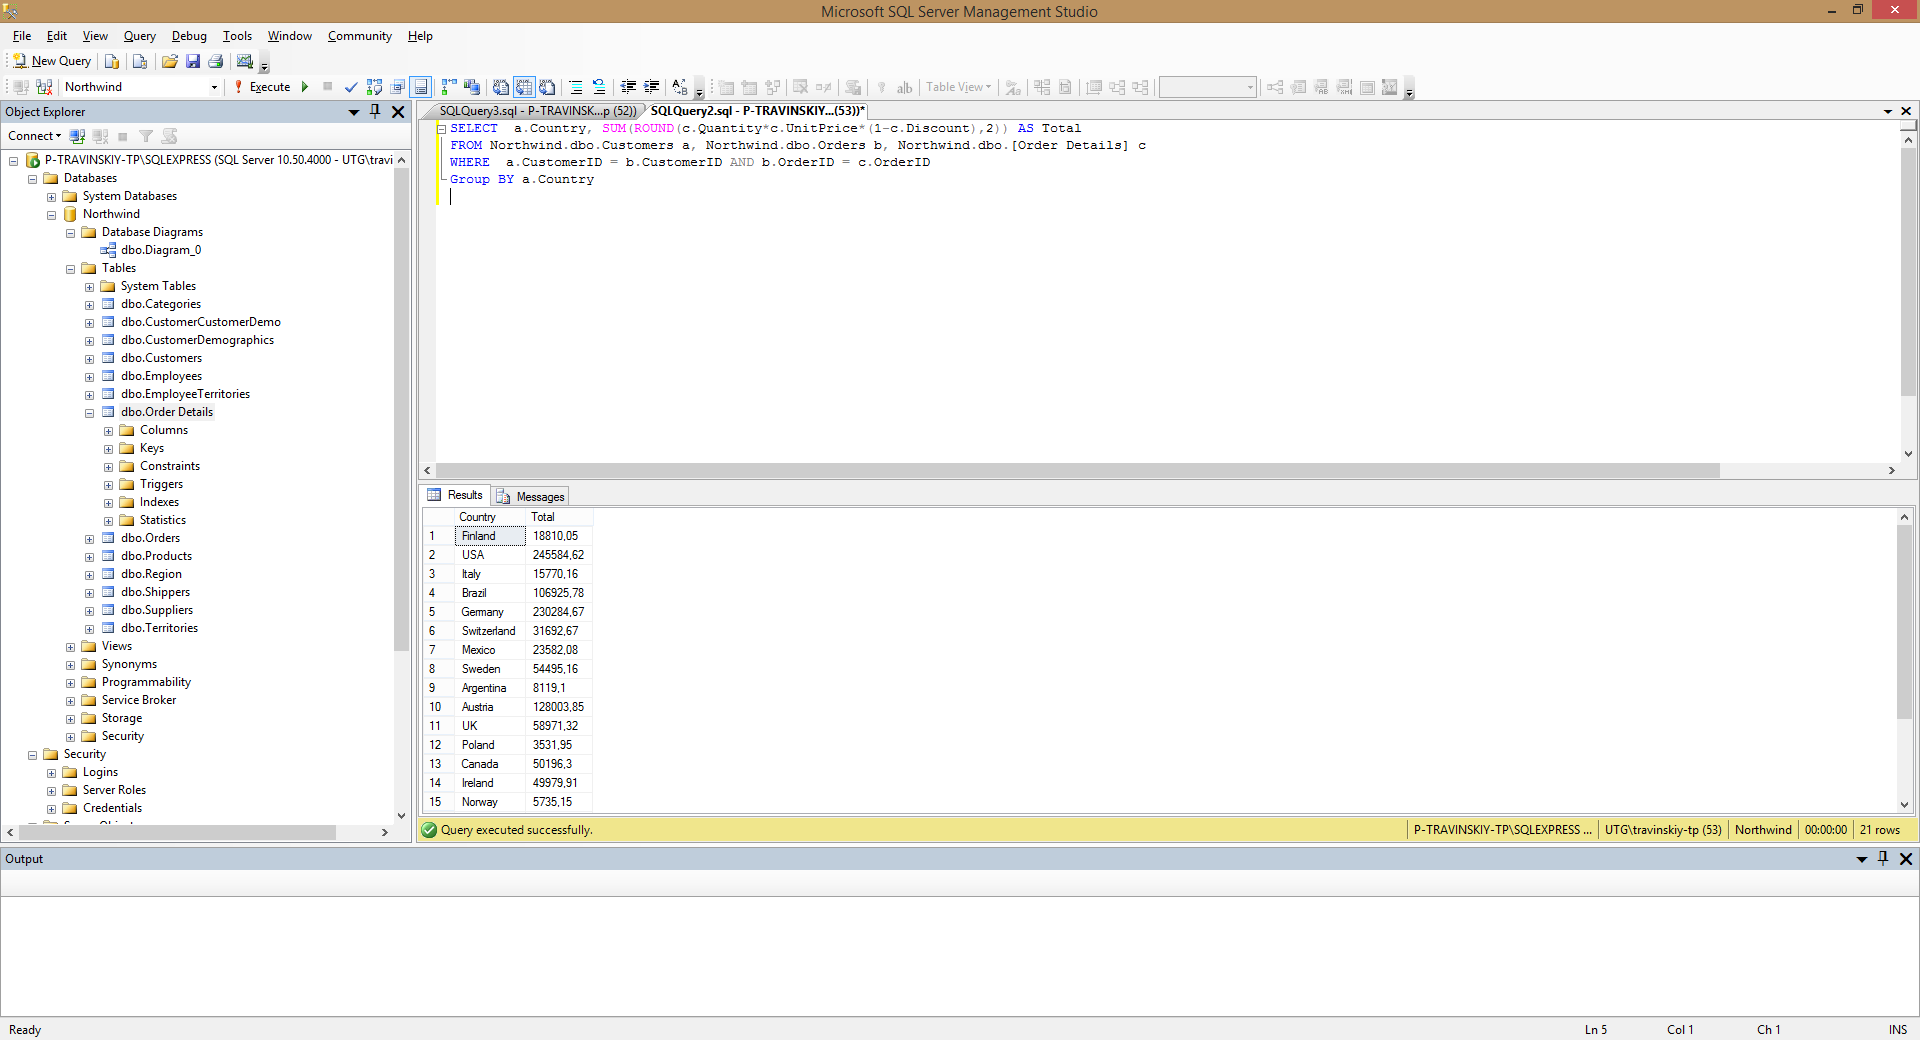 Microsoft SQL Server Management Studio
File Edit View Query Debug Tools Window Community Help
New Query
Northwind Execute Table View
Object Explorer
Connect
P-TRAVINSKIY-TP\SQLEXPRESS (SQL Server 10.50.4000 - UTG\travi
Databases
System Databases
Northwind
Database Diagrams
dbo.Diagram_0
Tables
System Tables
dbo.Categories
dbo.CustomerCustomerDemo
dbo.CustomerDemographics
dbo.Customers
dbo.Employees
dbo.EmployeeTerritories
dbo.Order Details
Columns
Keys
Constraints
Triggers
Indexes
Statistics
dbo.Orders
dbo.Products
dbo.Region
dbo.Shippers
dbo.Suppliers
dbo.Territories
Views
Synonyms
Programmability
Service Broker
Storage
Security
Security
Logins
Server Roles
Credentials
SQLQuery3.sql - P-TRAVINSK...p (52)) SQLQuery2.sql - P-TRAVINSKIY...(53))*
SELECT a.Country, SUM(ROUND(c.Quantity*c.UnitPrice*(1-c.Discount),2)) AS Total
FROM Northwind.dbo.Customers a, Northwind.dbo.Orders b, Northwind.dbo.[Order Details] c
WHERE a.CustomerID = b.CustomerID AND b.OrderID = c.OrderID
Group BY a.Country
Results Messages
Country Total
1 Finland 18810,05
2 USA 245584,62
3 Italy 15770,16
4 Brazil 106925,78
5 Germany 230284,67
6 Switzerland 31692,67
7 Mexico 23582,08
8 Sweden 54495,16
9 Argentina 8119,1
10 Austria 128003,85
11 UK 58971,32
12 Poland 3531,95
13 Canada 50196,3
14 Ireland 49979,91
15 Norway 5735,15
Query executed successfully. P-TRAVINSKIY-TP\SQLEXPRESS ... UTG\travinskiy-tp (53) Northwind 00:00:00 21 rows
Output
Ready Ln 5 Col 1 Ch 1 INS